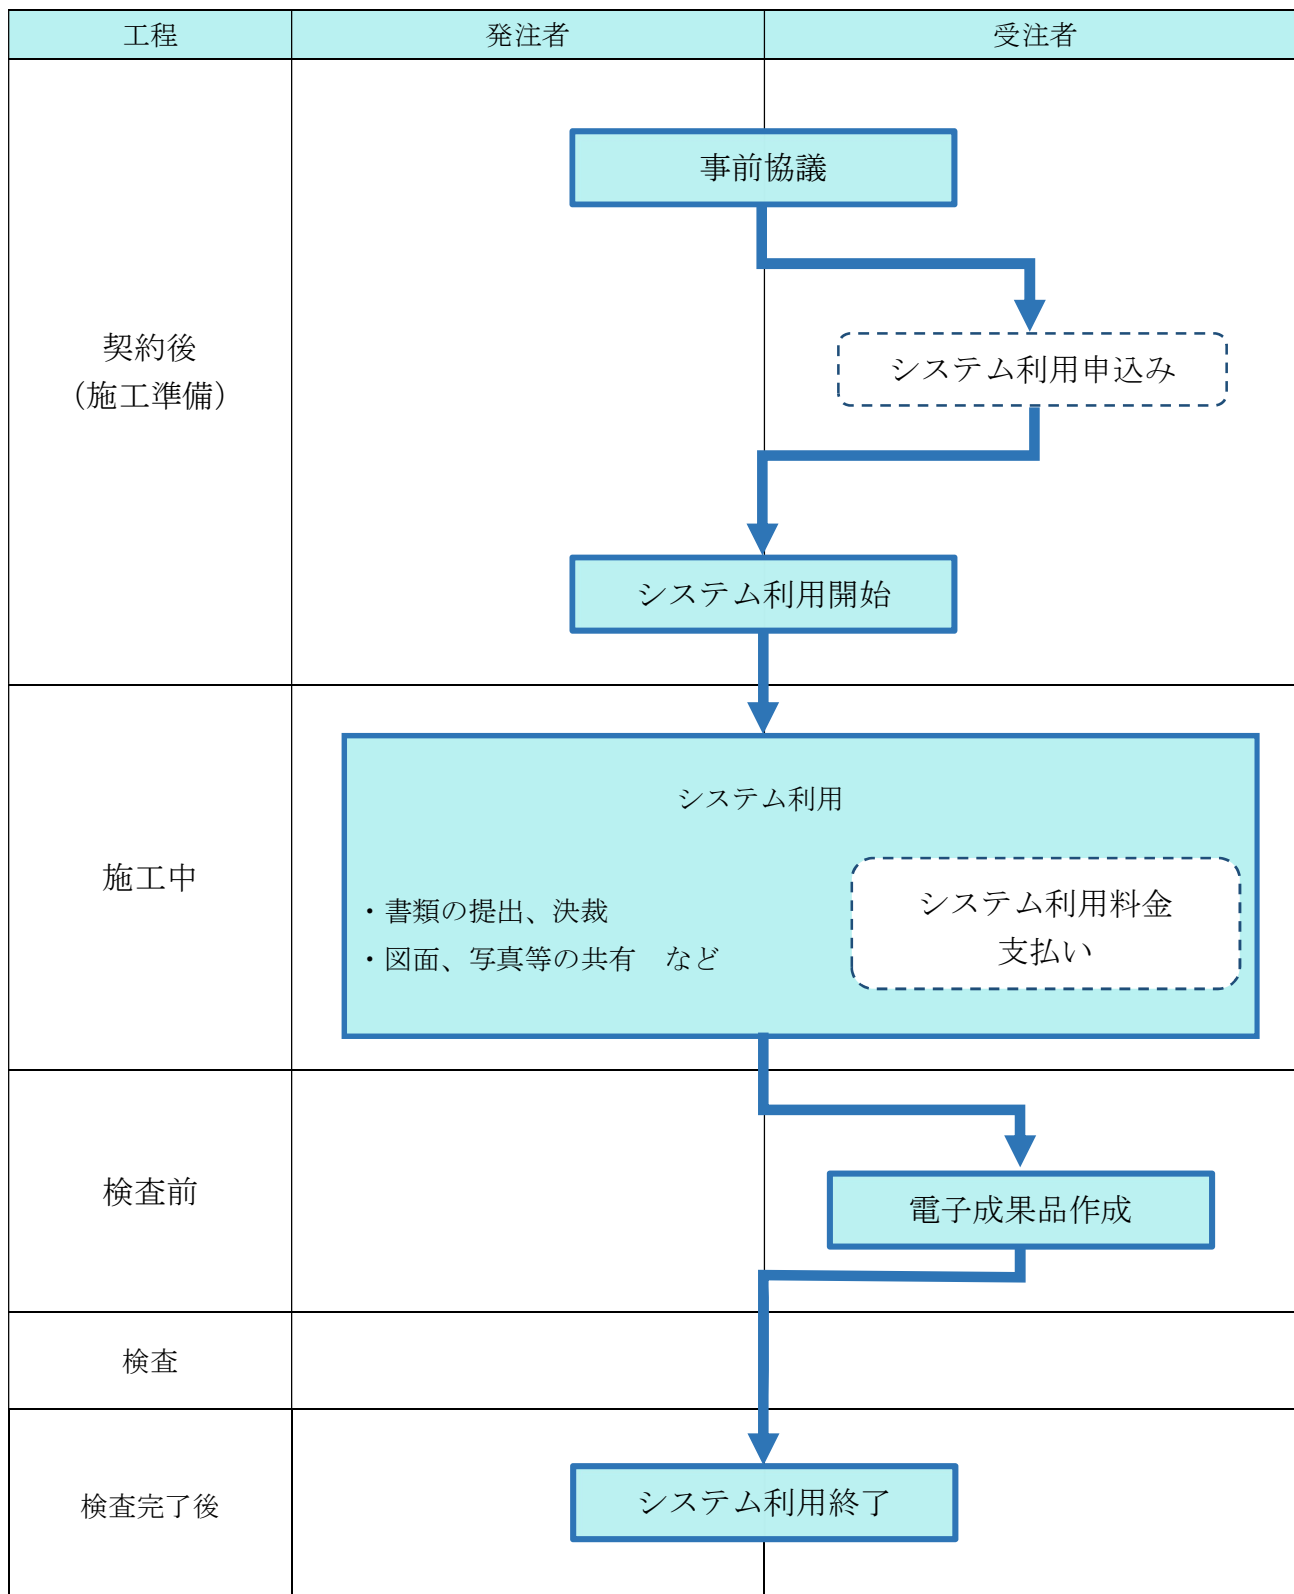 工程
発注者
受注者
事前協議
契約後
（施工準備）
システム利用申込み
システム利用開始
システム利用
施工中
システム利用料金
支払い
・書類の提出、決裁
・図面、写真等の共有　など
検査前
電子成果品作成
検査
検査完了後
システム利用終了